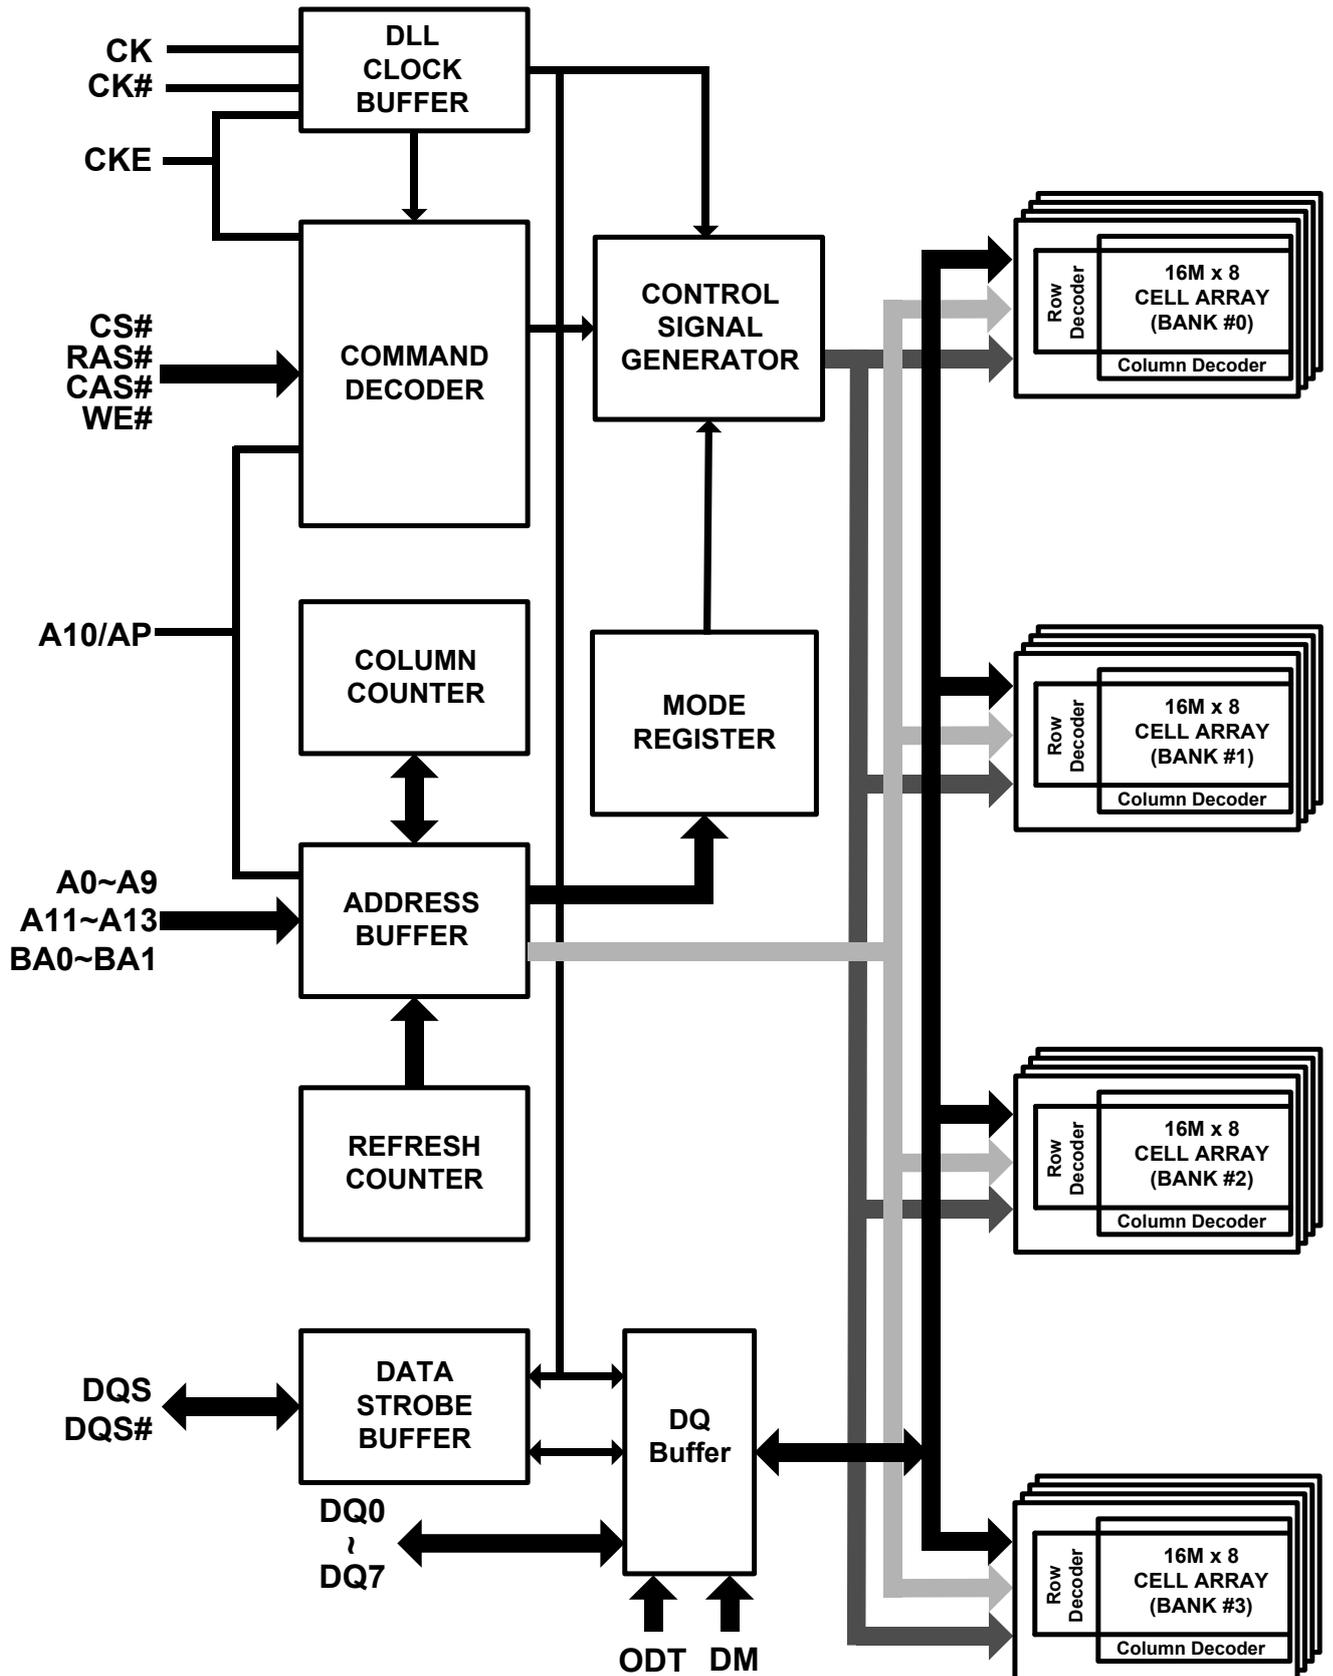 CK
CK#
CKE
DLL
CLOCK
BUFFER
CS#
RAS#
CAS#
WE#
COMMAND
DECODER
CONTROL
SIGNAL
GENERATOR
Row
Decoder
16M x 8
CELL ARRAY
(BANK #0)
Column Decoder
A10/AP
COLUMN
COUNTER
MODE
REGISTER
Row
Decoder
16M x 8
CELL ARRAY
(BANK #1)
Column Decoder
A0~A9
A11~A13
BA0~BA1
ADDRESS
BUFFER
REFRESH
COUNTER
Row
Decoder
16M x 8
CELL ARRAY
(BANK #2)
Column Decoder
DQS
DQS#
DATA
STROBE
BUFFER
DQ
Buffer
DQ0
~
DQ7
ODT
DM
Row
Decoder
16M x 8
CELL ARRAY
(BANK #3)
Column Decoder